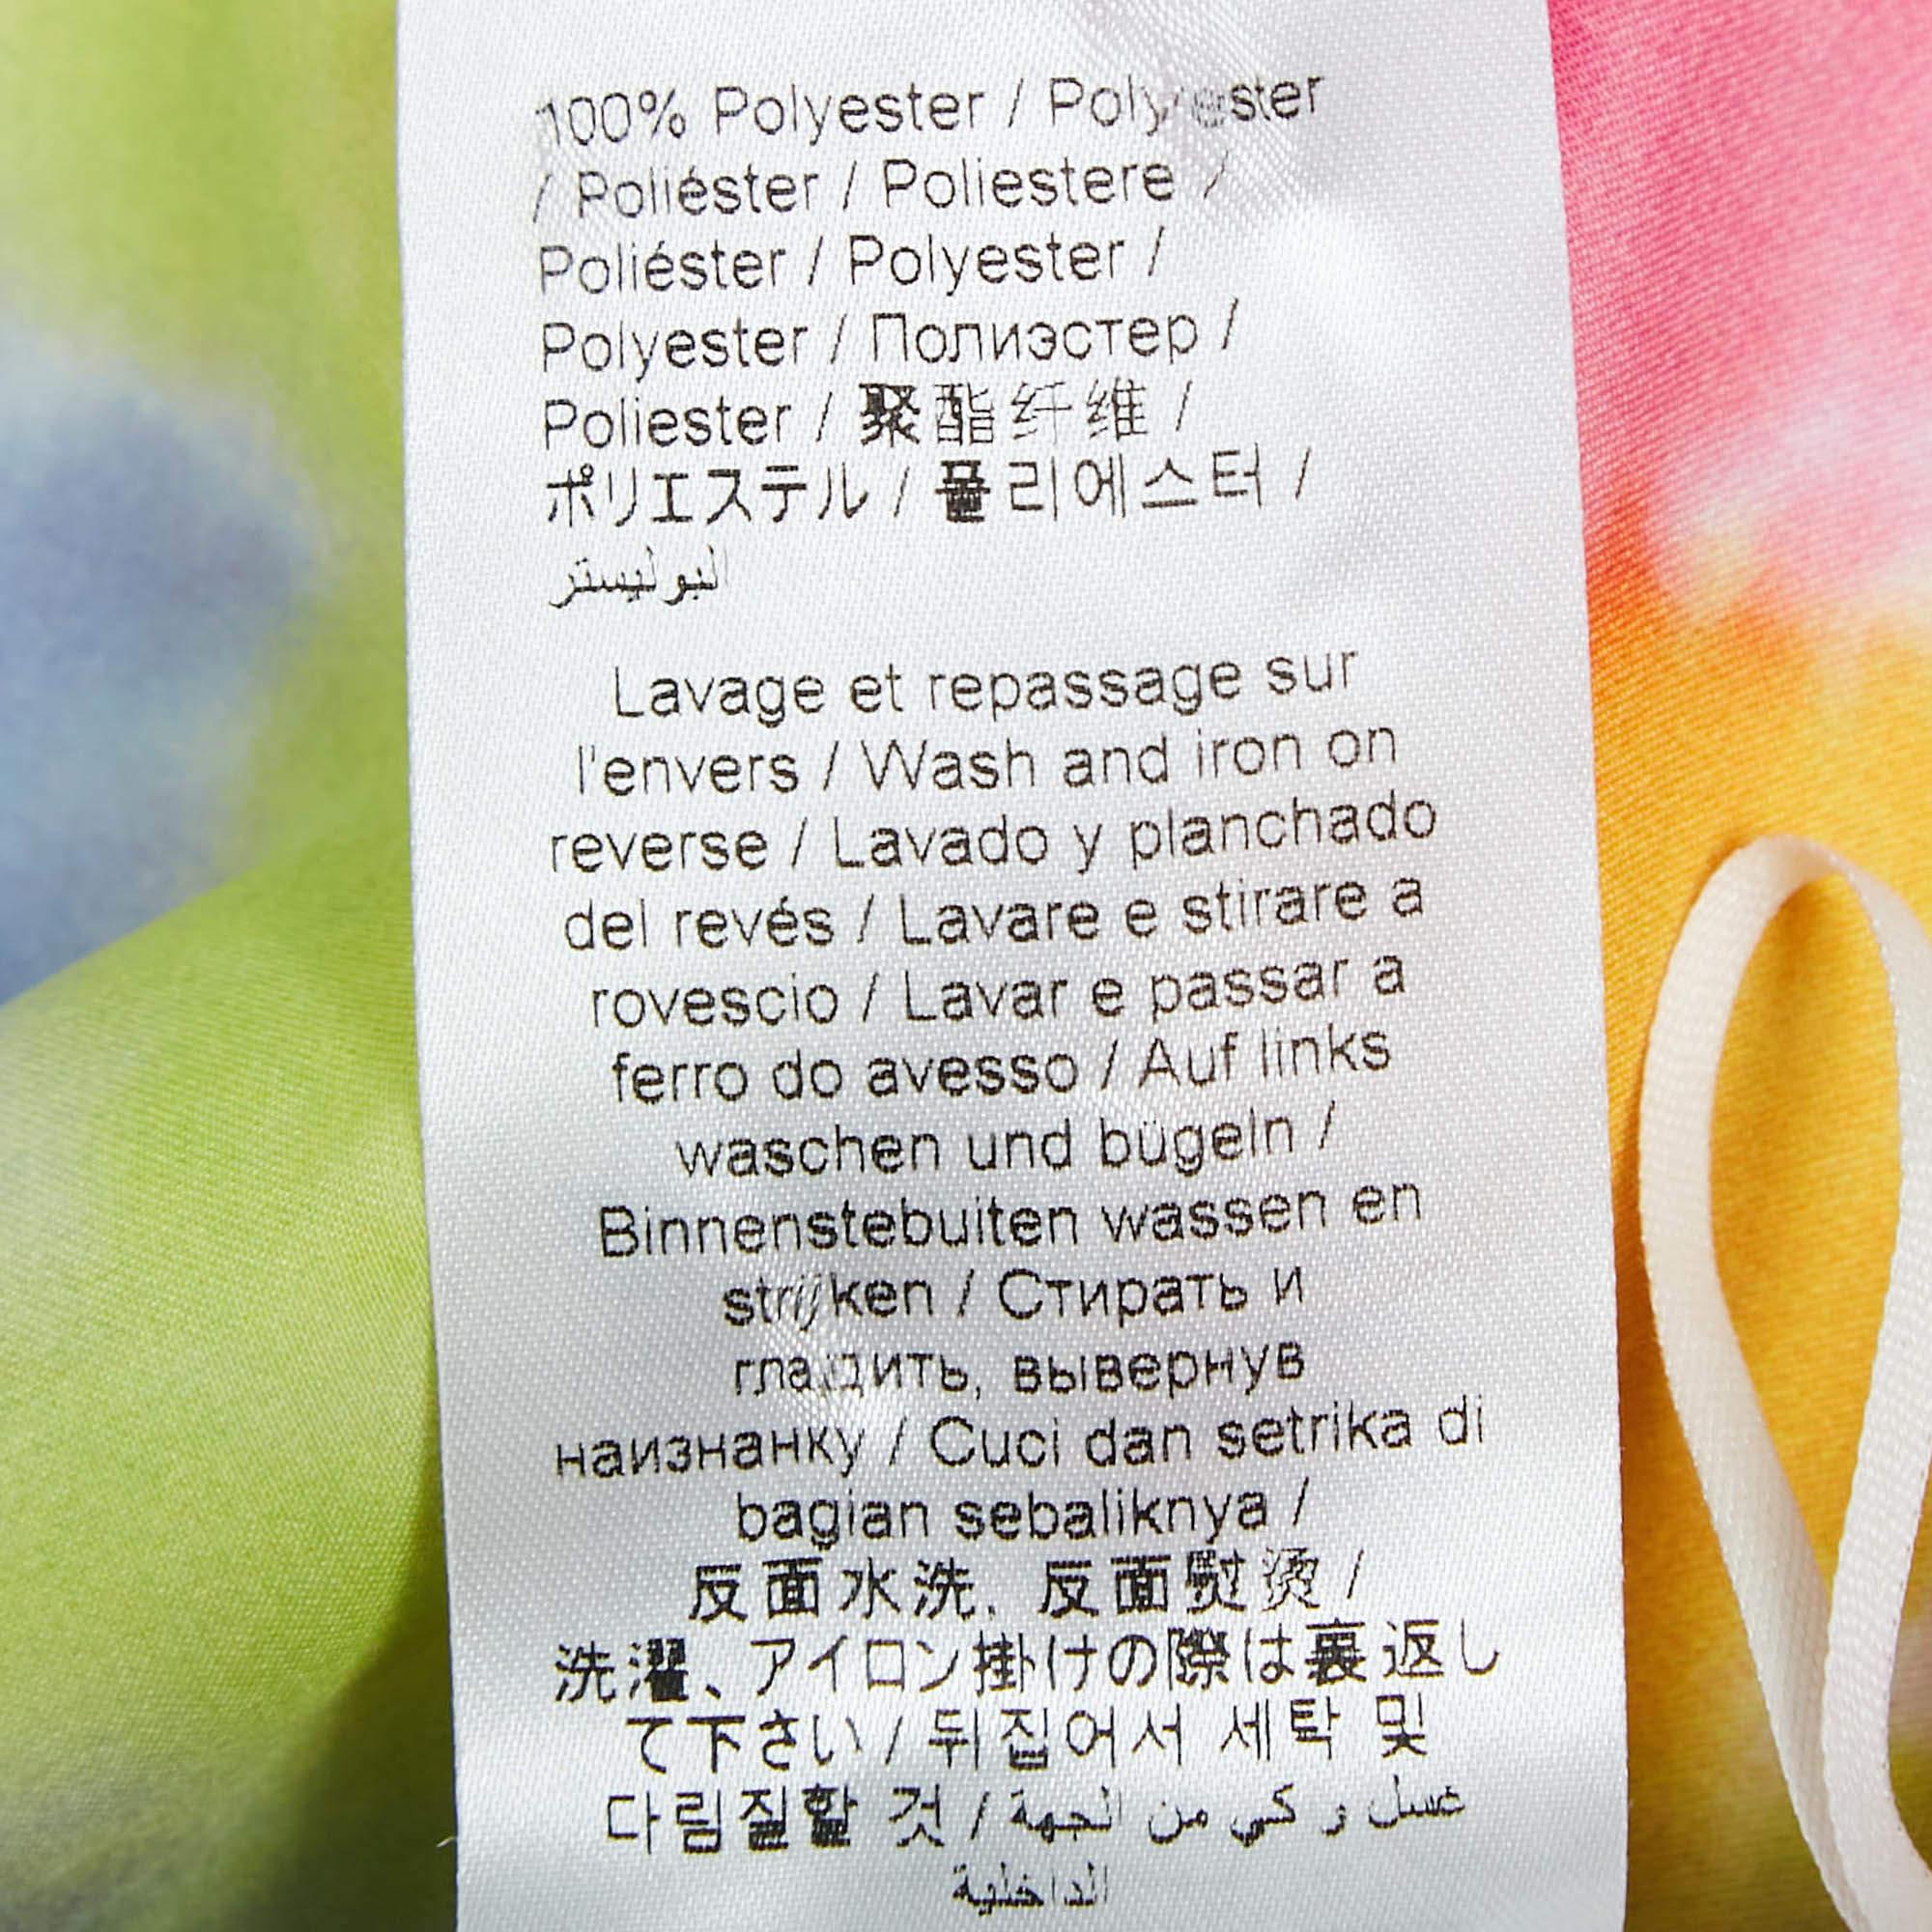 100% Polyester / Polyester
/ Poliéster / Poliestere /
Poliéster / Polyester /
Polyester / Полиэстер /
Poliester / 聚酯纤维 /
ポリエステル / 폴리에스터 /
البوليستر
Lavage et repassage sur
l'envers / Wash and iron on
reverse / Lavado y planchado
del revés / Lavare e stirare a
rovescio / Lavar e passar a
ferro do avesso / Auf links
waschen und bügeln /
Binnenstebuiten wassen en
strijken / Стирать и
гладить, вывернув
наизнанку / Cuci dan setrika di
bagian sebaliknya /
反面水洗, 反面熨烫 /
洗濯、アイロン掛けの際は裏返し
て下さい / 뒤집어서 세탁 및
다림질할 것 / غسل و كي من الجهة
الداخلية